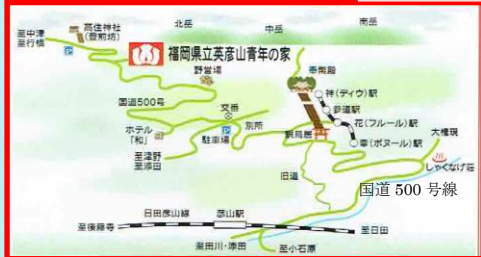 北岳
中岳
南岳
至中津
至行橋
高住神社
(豊前坊)
P
福岡県立英彦山青年の家
野営場
奉幣殿
神(ディウ)駅
参道駅
花(フルール)駅
幸(ボヌール)駅
国道500号
交番
ホテル
「和」
P
駐車場
別所
銅鳥居
大権現
しゃくなげ荘
至津野
至添田
旧道
国道 500 号線
日田彦山線
彦山駅
至後藤寺
至日田
至田川・添田
至小石原